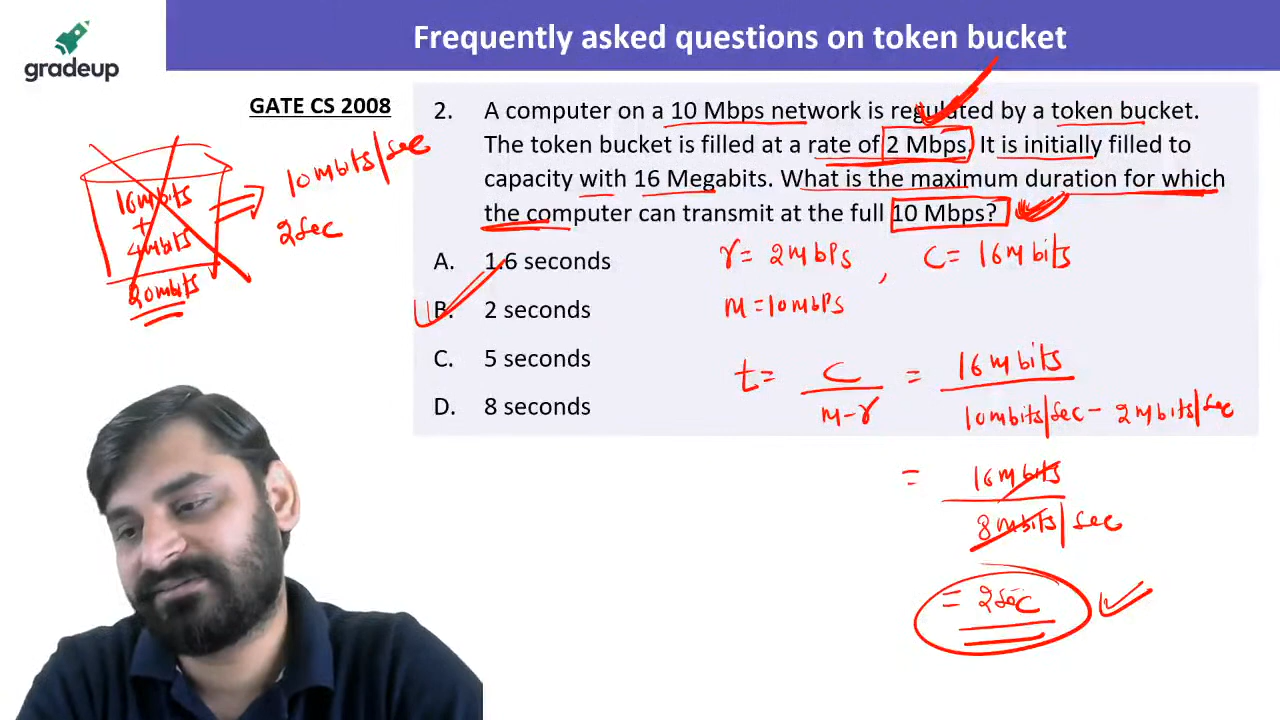 Frequently asked questions on token bucket
gradeup
GATE CS 2008
2. A computer on a 10 Mbps network is regulated by a token bucket.
The token bucket is filled at a rate of 2 Mbps. It is initially filled to
capacity with 16 Megabits. What is the maximum duration for which
the computer can transmit at the full 10 Mbps?
A. 1.6 seconds
B. 2 seconds
C. 5 seconds
D. 8 seconds
16mbits
+
4mbits
20mbits
10mbits/sec
2sec
r= 2mbPs , C= 16mbits
M=10mbPs
t= C/M-r = 16mbits/10mbits/sec- 2mbits/sec
= 16mbits/8mbits/sec
= 2sec